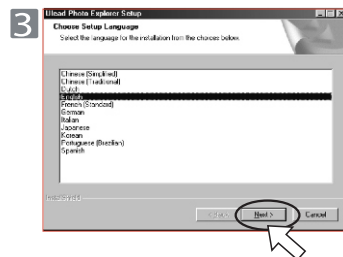 3
Ulead Photo Explorer Setup
Choose Setup Language
Select the language for the installation from the choices below.
Chinese (Simplified)
Chinese (Traditional)
Dutch
English
French (Standard)
German
Italian
Japanese
Korean
Portuguese (Brazilian)
Spanish
InstallShield
< Back
Next >
Cancel